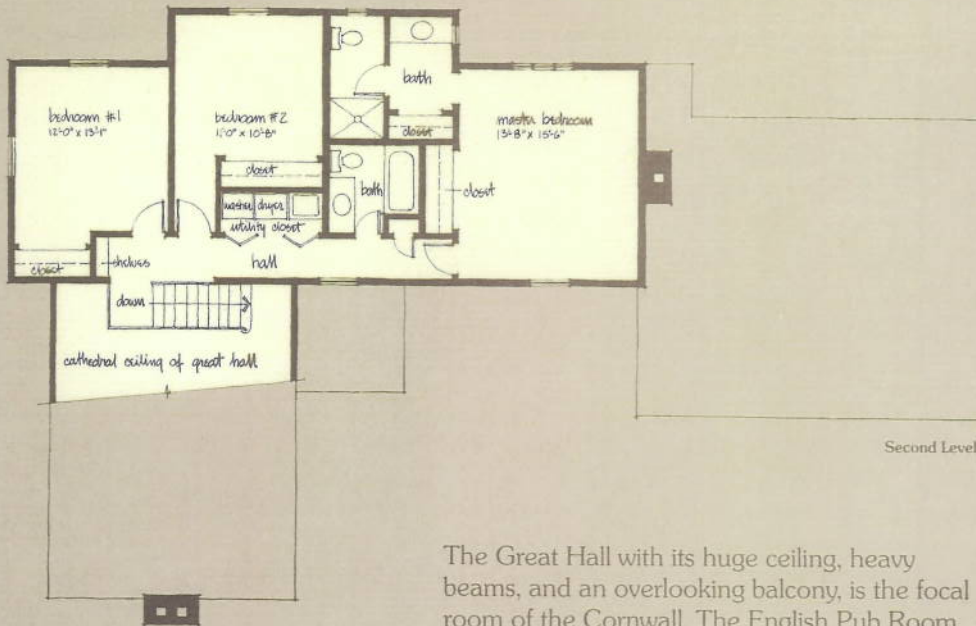 bath
bedroom #1
12'-0" x 13'-1"
bedroom #2
11'-0" x 10'-8"
closet
master bedroom
13'-8" x 15'-6"
closet
bath
closet
washer dryer
utility closet
closet
shelves
hall
down
cathedral ceiling of great hall
Second Level
The Great Hall with its huge ceiling, heavy
beams, and an overlooking balcony, is the focal
room of the Cornwall. The English Pub Room